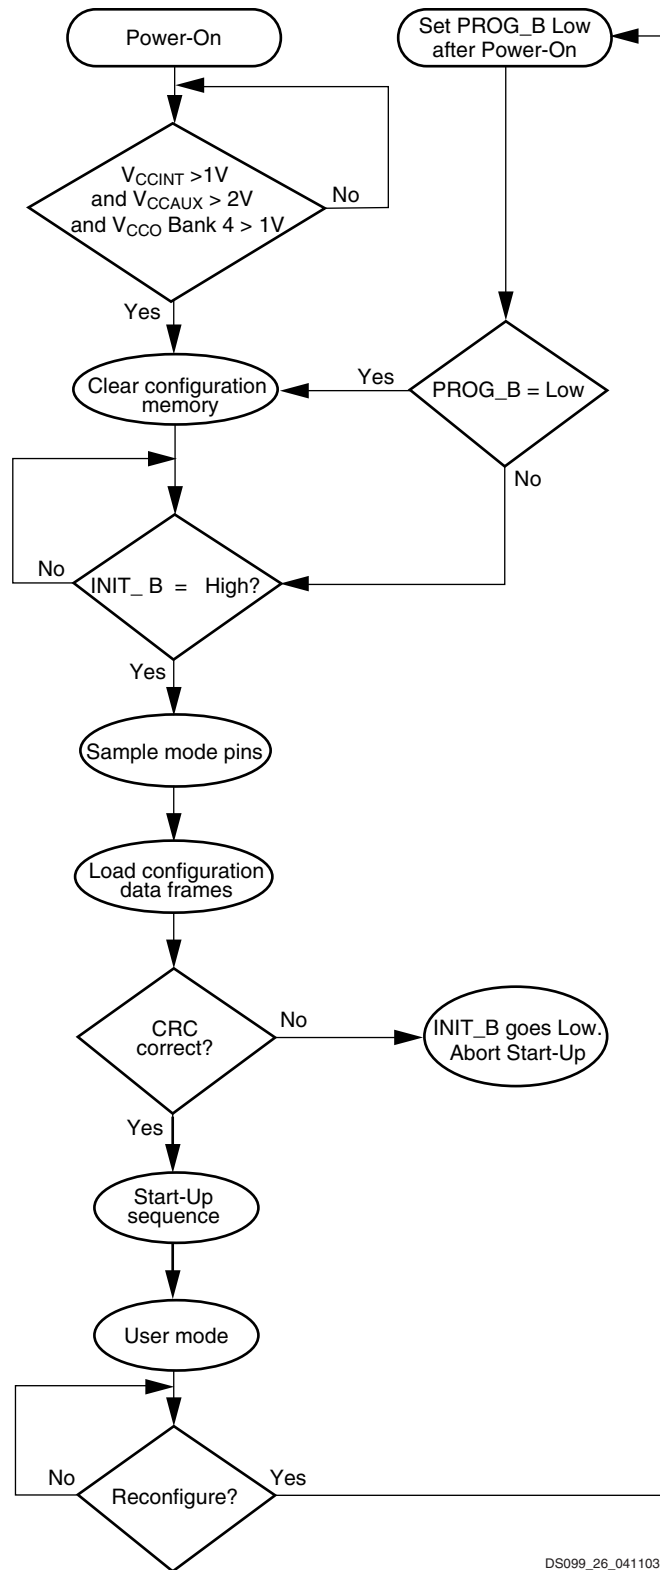 Power-On
Set PROG_B Low
after Power-On
VCCINT >1V
and VCCAUX > 2V
and VCCO Bank 4 > 1V
No
Yes
Clear configuration
memory
Yes
PROG_B = Low
No
No
INIT_ B = High?
Yes
Sample mode pins
Load configuration
data frames
CRC
correct?
No
INIT_B goes Low.
Abort Start-Up
Yes
Start-Up
sequence
User mode
No
Reconfigure?
Yes
DS099_26_041103